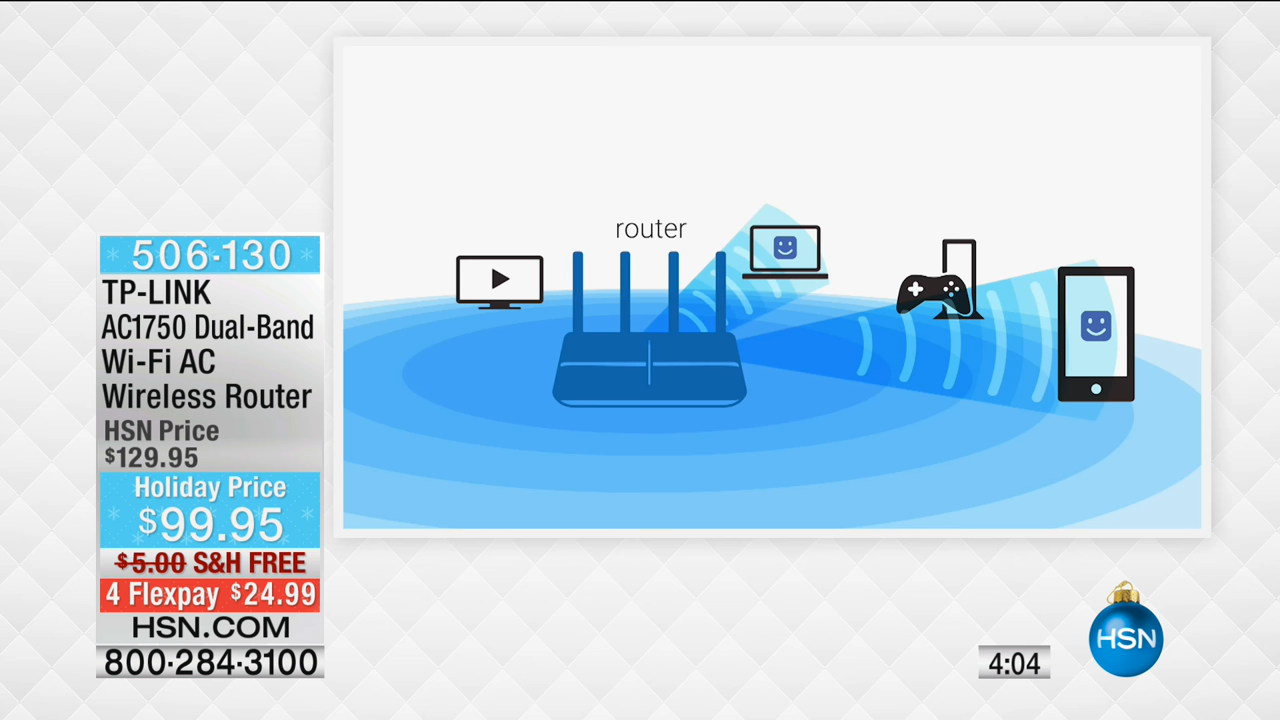 506·130
TP-LINK
AC1750 Dual-Band
Wi-Fi AC
Wireless Router
HSN Price
$129.95
Holiday Price
$99.95
$5.00 S&H FREE
4 Flexpay $24.99
HSN.COM
800·284·3100
router
4:04
HSN